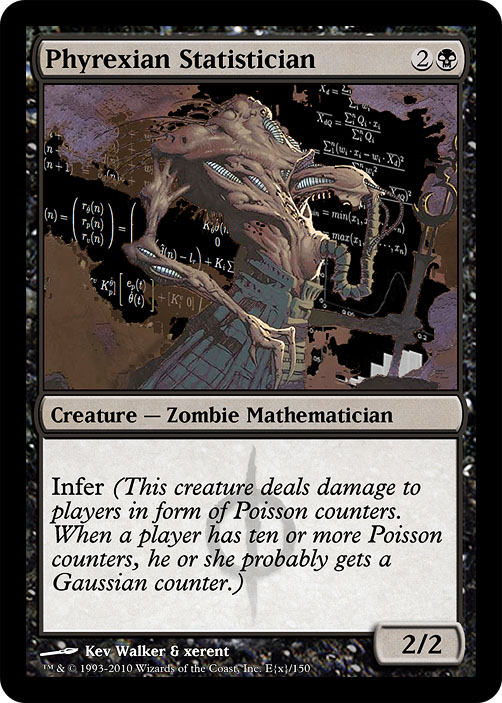 Phyrexian Statistician 2
Creature — Zombie Mathematician
Infer (This creature deals damage to
players in form of Poisson counters.
When a player has ten or more Poisson
counters, he or she probably gets a
Gaussian counter.)
2/2
Kev Walker & xerent
™ & © 1993-2010 Wizards of the Coast, Inc. E{x}/150